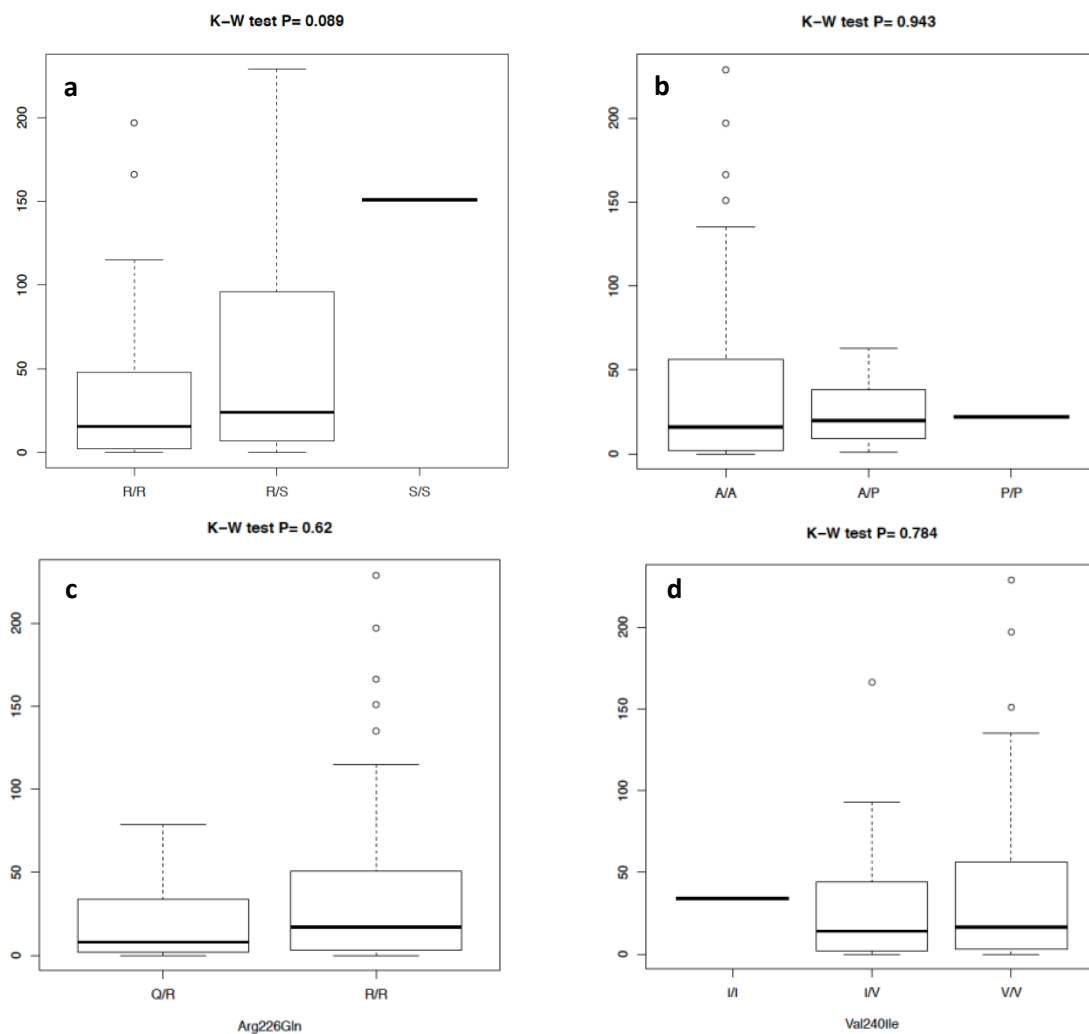 K−W test P= 0.089
a
0
50
100
150
200
R/R
R/S
S/S
K−W test P= 0.943
b
0
50
100
150
200
A/A
A/P
P/P
K−W test P= 0.62
c
0
50
100
150
200
Q/R
R/R
Arg226Gln
K−W test P= 0.784
d
0
50
100
150
200
I/I
I/V
V/V
Val240Ile